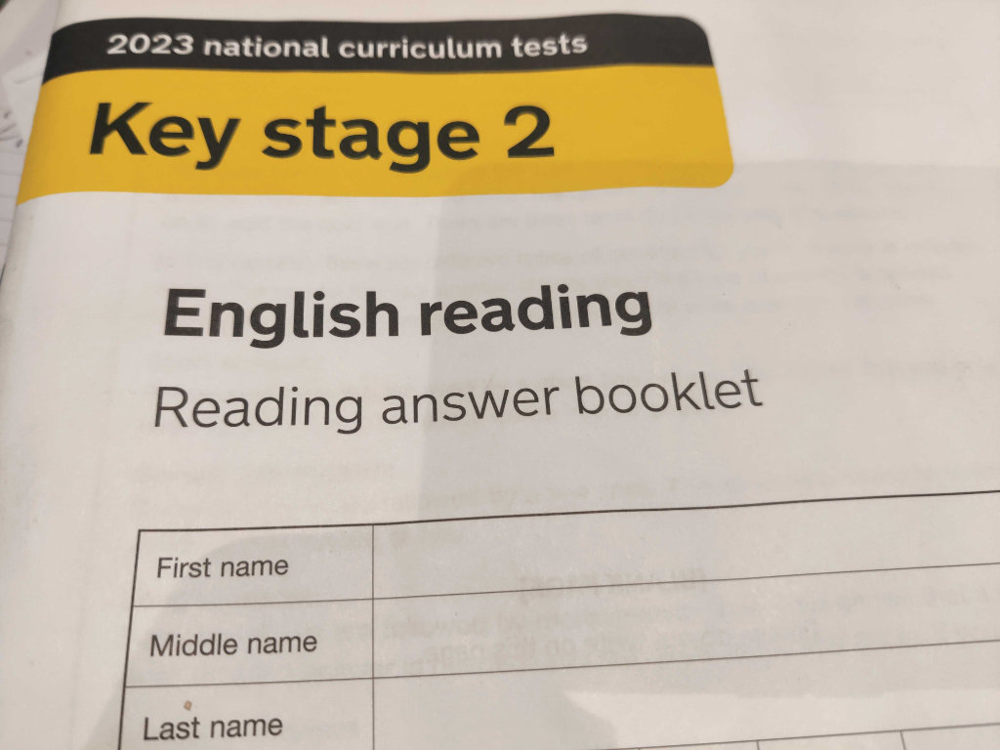 2023 national curriculum tests
Key stage 2
English reading
Reading answer booklet
First name
Middle name
Last name